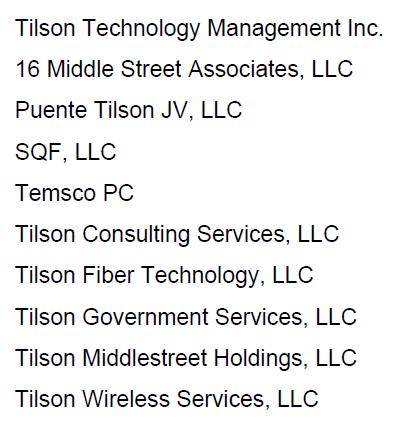 Tilson Technology Management Inc.
16 Middle Street Associates, LLC
Puente Tilson JV, LLC
SQF, LLC
Temsco PC
Tilson Consulting Services, LLC
Tilson Fiber Technology, LLC
Tilson Government Services, LLC
Tilson Middlestreet Holdings, LLC
Tilson Wireless Services, LLC